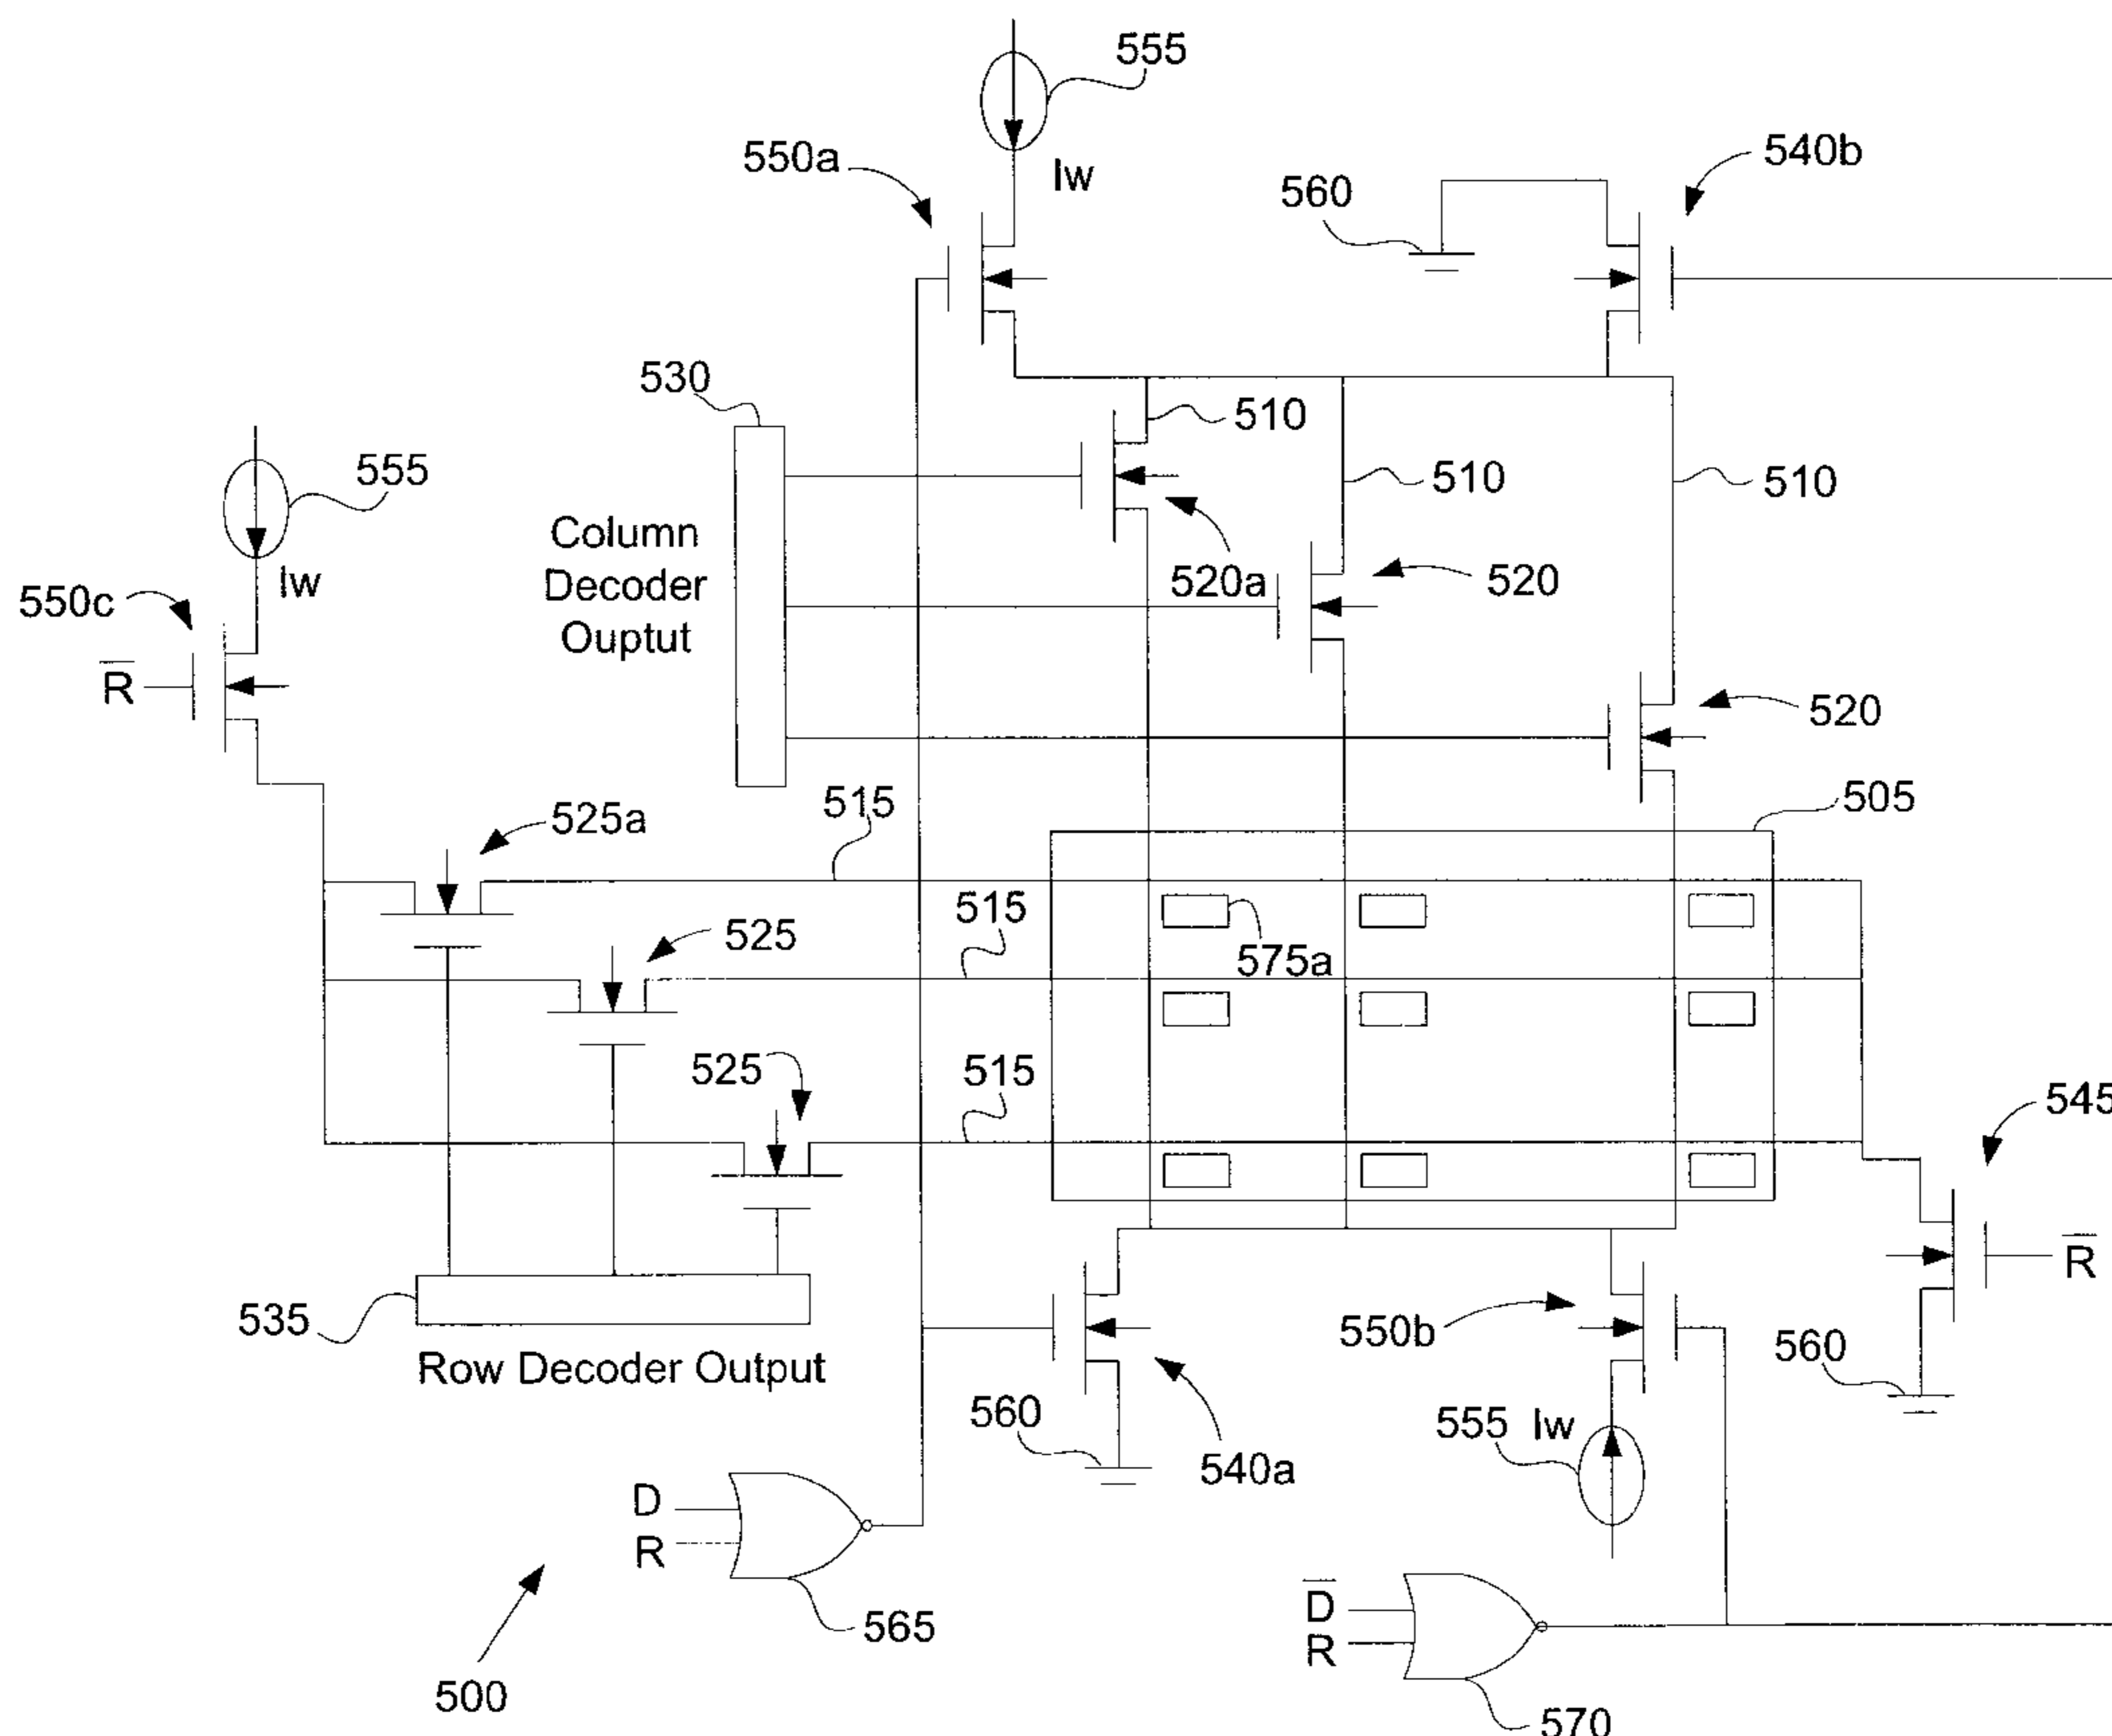 555
550a
Iw
540b
560
530
510
555
510
510
Column
Decoder
Ouptut
Iw
520a
520
550c
R̅
520
505
525a
515
515
525
575a
525
515
545
R̅
535
550b
560
Row Decoder Output
560
555 Iw
540a
D
R
565
D̅
R
500
570